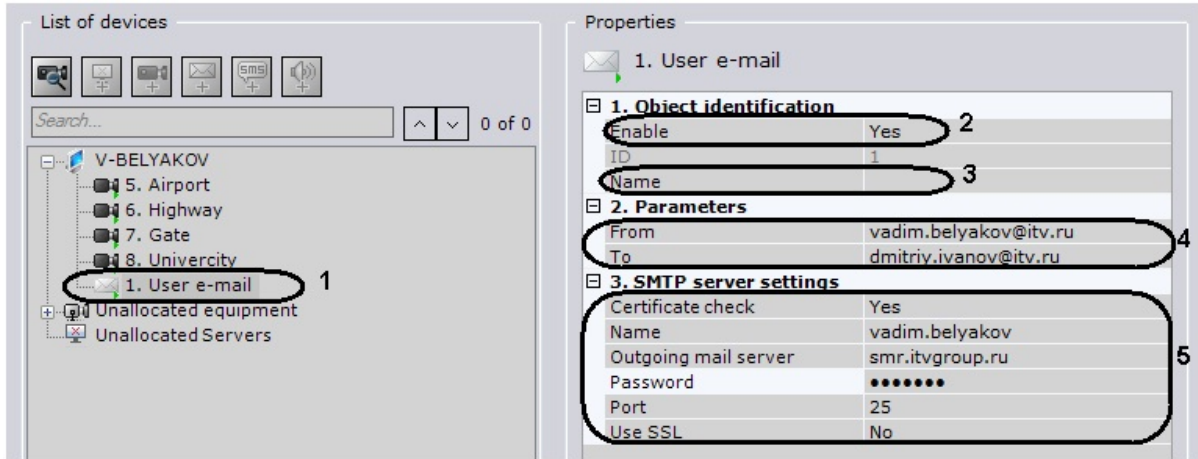 List of devices
sms
Search...
0 of 0
V-BELYAKOV
5. Airport
6. Highway
7. Gate
8. Univercity
1. User e-mail
1
Unallocated equipment
Unallocated Servers
Properties
1. User e-mail
1. Object identification
Enable Yes 2
ID 1
Name 3
2. Parameters
From vadim.belyakov@itv.ru
To dmitriy.ivanov@itv.ru
4
3. SMTP server settings
Certificate check Yes
Name vadim.belyakov
Outgoing mail server smr.itvgroup.ru
5
Password •••••••
Port 25
Use SSL No